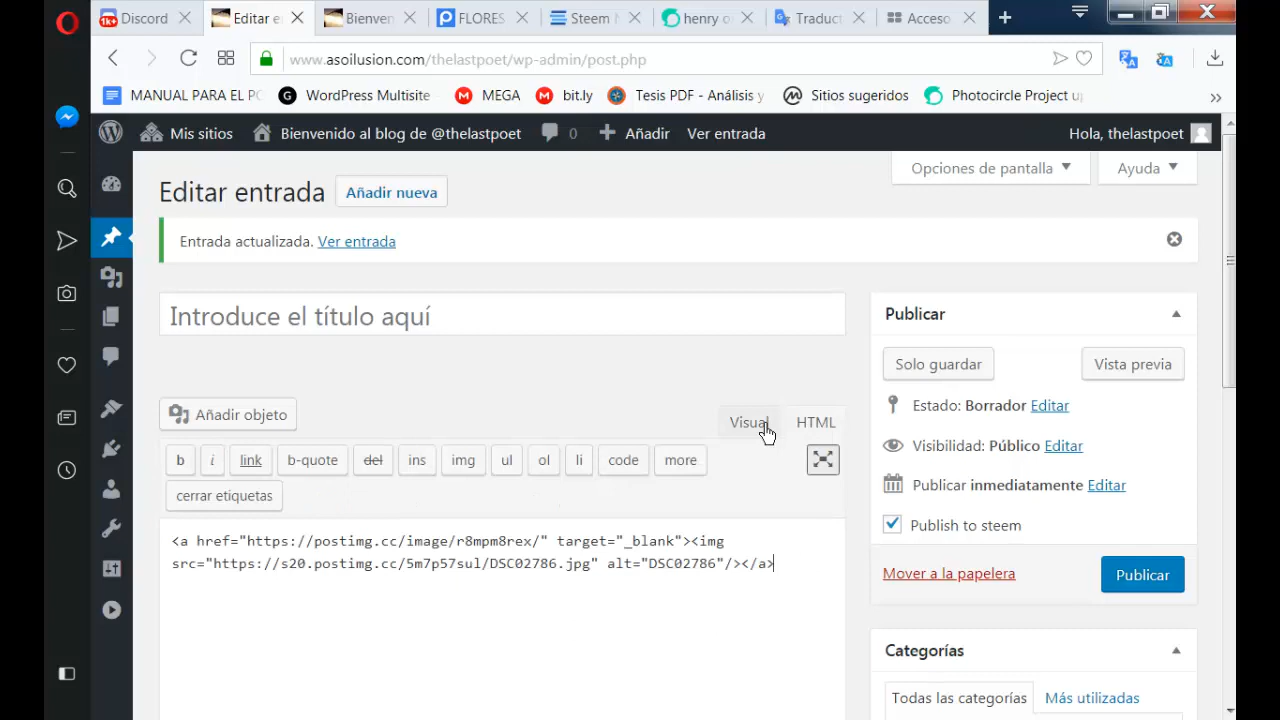 1k+ Discord
Editar e
Bienven
FLORES
Steem M
henry o
Traduct
Acceso
www.asoilusion.com/thelastpoet/wp-admin/post.php
MANUAL PARA EL P
WordPress Multisite
MEGA
bit.ly
Tesis PDF - Análisis y
Sitios sugeridos
Photocircle Project up
Mis sitios
Bienvenido al blog de @thelastpoet
0
Añadir
Ver entrada
Hola, thelastpoet
Opciones de pantalla
Ayuda
Editar entrada
Añadir nueva
Entrada actualizada. Ver entrada
Introduce el título aquí
Añadir objeto
Visual
HTML
b
i
link
b-quote
del
ins
img
ul
ol
li
code
more
cerrar etiquetas
<a href="https://postimg.cc/image/r8mpm8rex/" target="_blank"><img
src="https://s20.postimg.cc/5m7p57sul/DSC02786.jpg" alt="DSC02786"/></a>
Publicar
Solo guardar
Vista previa
Estado: Borrador Editar
Visibilidad: Público Editar
Publicar inmediatamente Editar
Publish to steem
Mover a la papelera
Publicar
Categorías
Todas las categorías
Más utilizadas